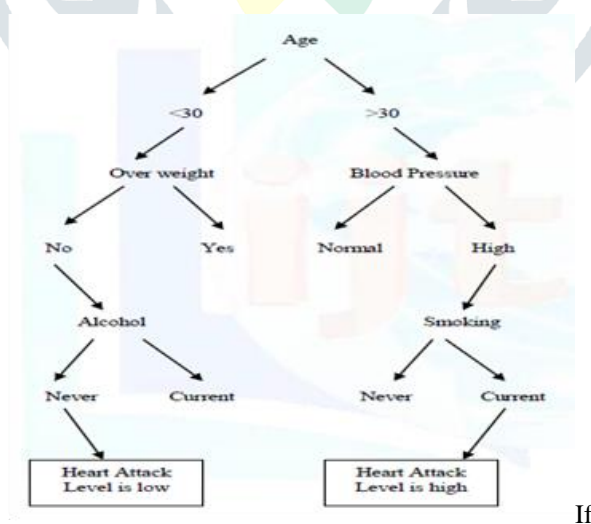 Age
<30 >30
Over weight Blood Pressure
No Yes Normal High
Alcohol Smoking
Never Current Never Current
Heart Attack
Level is low
Heart Attack
Level is high
If
ijt